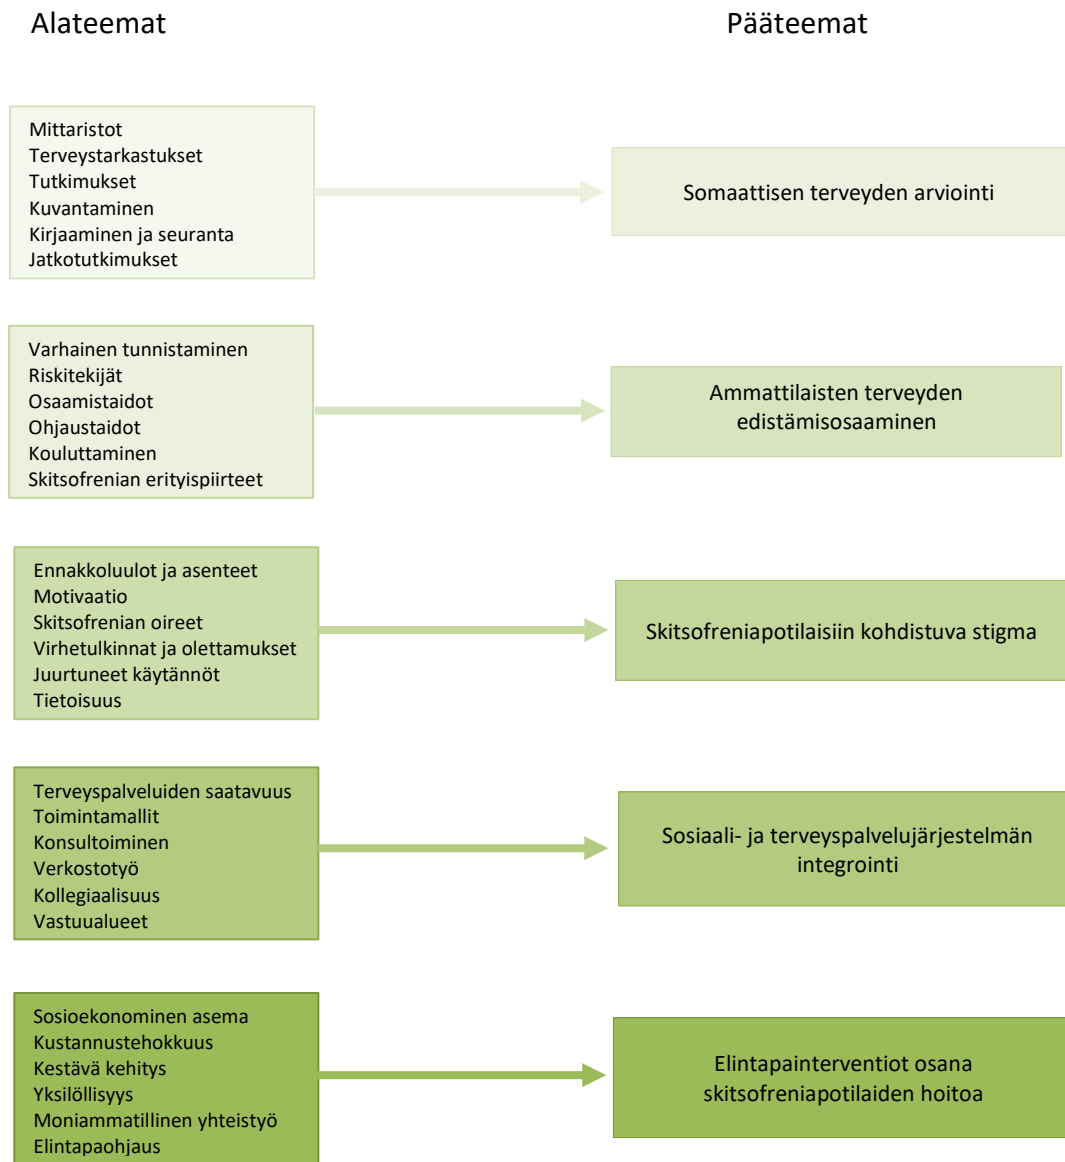 Alateemat
Pääteemat
Mittaristot
Terveystarkastukset
Tutkimukset
Kuvantaminen
Kirjaaminen ja seuranta
Jatkotutkimukset
Somaattisen terveyden arviointi
Varhainen tunnistaminen
Riskitekijät
Osaamistaidot
Ohjaustaidot
Kouluttaminen
Skitsofrenian erityispiirteet
Ammattilaisten terveyden
edistämisosaaminen
Ennakkoluulot ja asenteet
Motivaatio
Skitsofrenian oireet
Virhetulkinnat ja olettamukset
Juurtuneet käytännöt
Tietoisuus
Skitsofreniapotilaisiin kohdistuva stigma
Terveyspalveluiden saatavuus
Toimintamallit
Konsultoiminen
Verkostotyö
Kollegiaalisuus
Vastuualueet
Sosiaali- ja terveyspalvelujärjestelmän
integrointi
Sosioekonominen asema
Kustannustehokkuus
Kestävä kehitys
Yksilöllisyys
Moniammatillinen yhteistyö
Elintapaohjaus
Elintapainterventiot osana
skitsofreniapotilaiden hoitoa